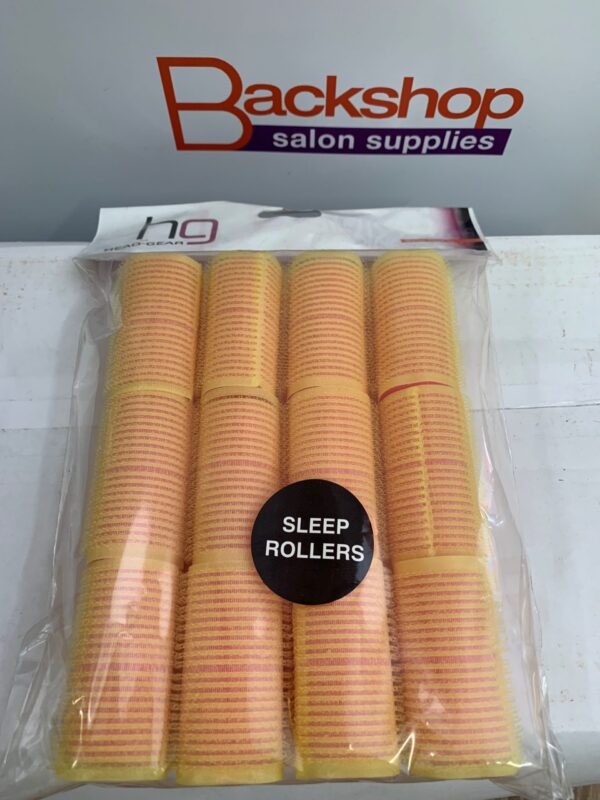 Backshop
salon supplies
hg
HEAD-GEAR
SLEEP
ROLLERS